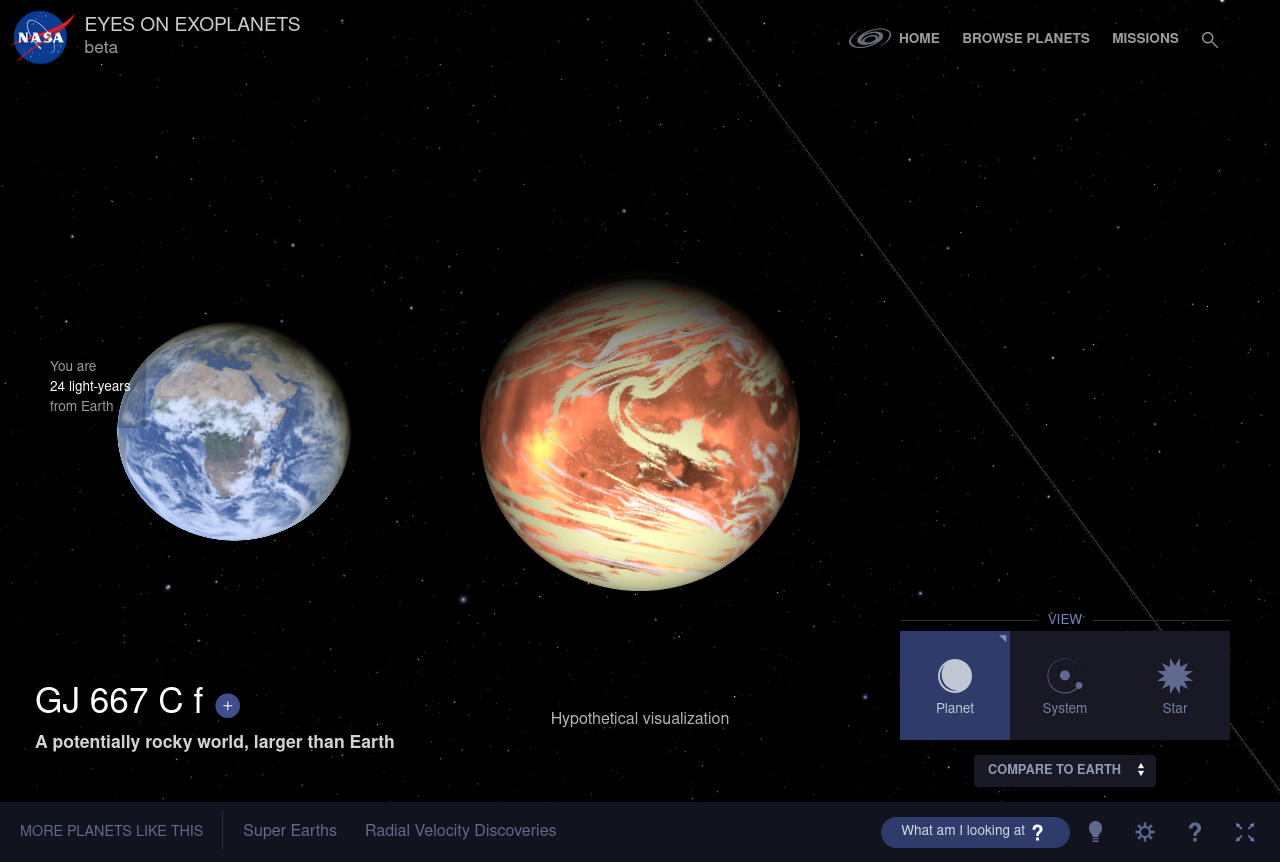 NASA
EYES ON EXOPLANETS
beta
HOME
BROWSE PLANETS
MISSIONS
You are
24 light-years
from Earth
VIEW
Planet
System
Star
GJ 667 C f +
A potentially rocky world, larger than Earth
Hypothetical visualization
COMPARE TO EARTH
MORE PLANETS LIKE THIS
Super Earths
Radial Velocity Discoveries
What am I looking at ?
?